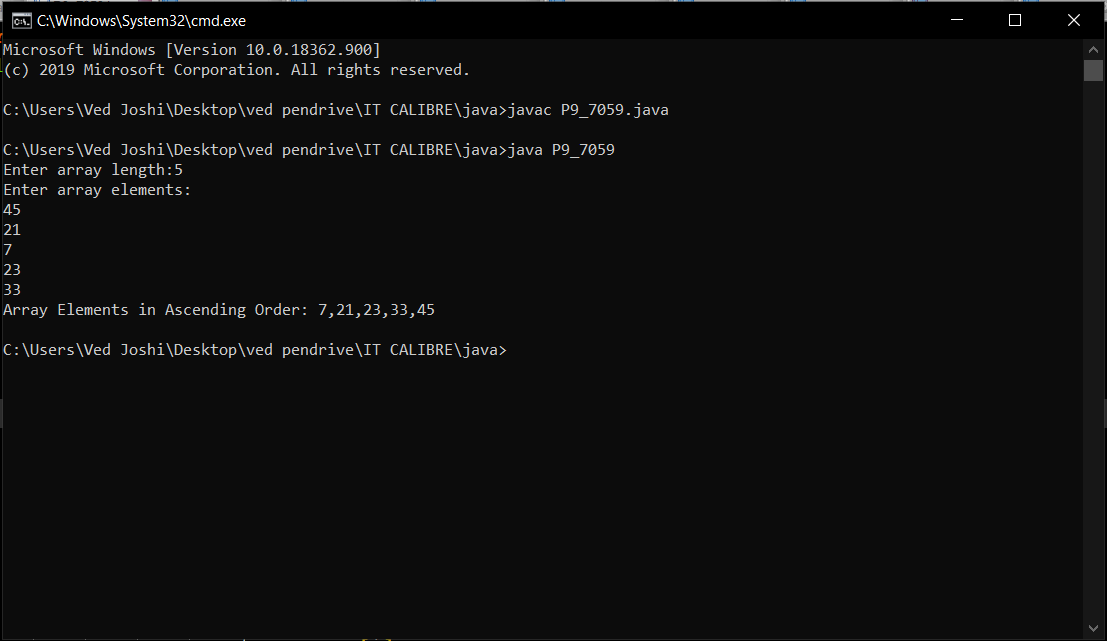 C:\Windows\System32\cmd.exe
Microsoft Windows [Version 10.0.18362.900]
(c) 2019 Microsoft Corporation. All rights reserved.
C:\Users\Ved Joshi\Desktop\ved pendrive\IT CALIBRE\java>javac P9_7059.java
C:\Users\Ved Joshi\Desktop\ved pendrive\IT CALIBRE\java>java P9_7059
Enter array length:5
Enter array elements:
45
21
7
23
33
Array Elements in Ascending Order: 7,21,23,33,45
C:\Users\Ved Joshi\Desktop\ved pendrive\IT CALIBRE\java>